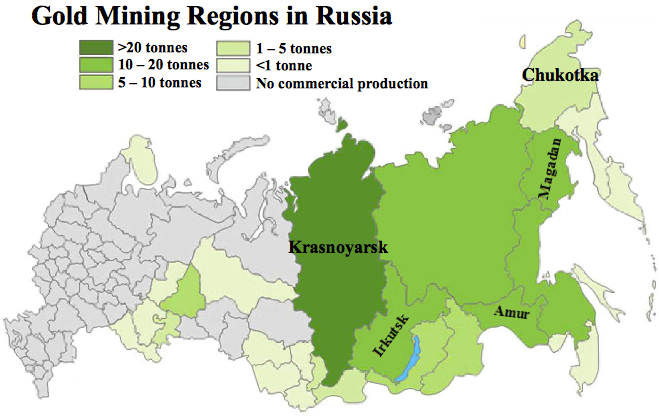 Gold Mining Regions in Russia
>20 tonnes
10 – 20 tonnes
5 – 10 tonnes
1 – 5 tonnes
<1 tonne
No commercial production
Chukotka
Magadan
Krasnoyarsk
Irkutsk
Amur